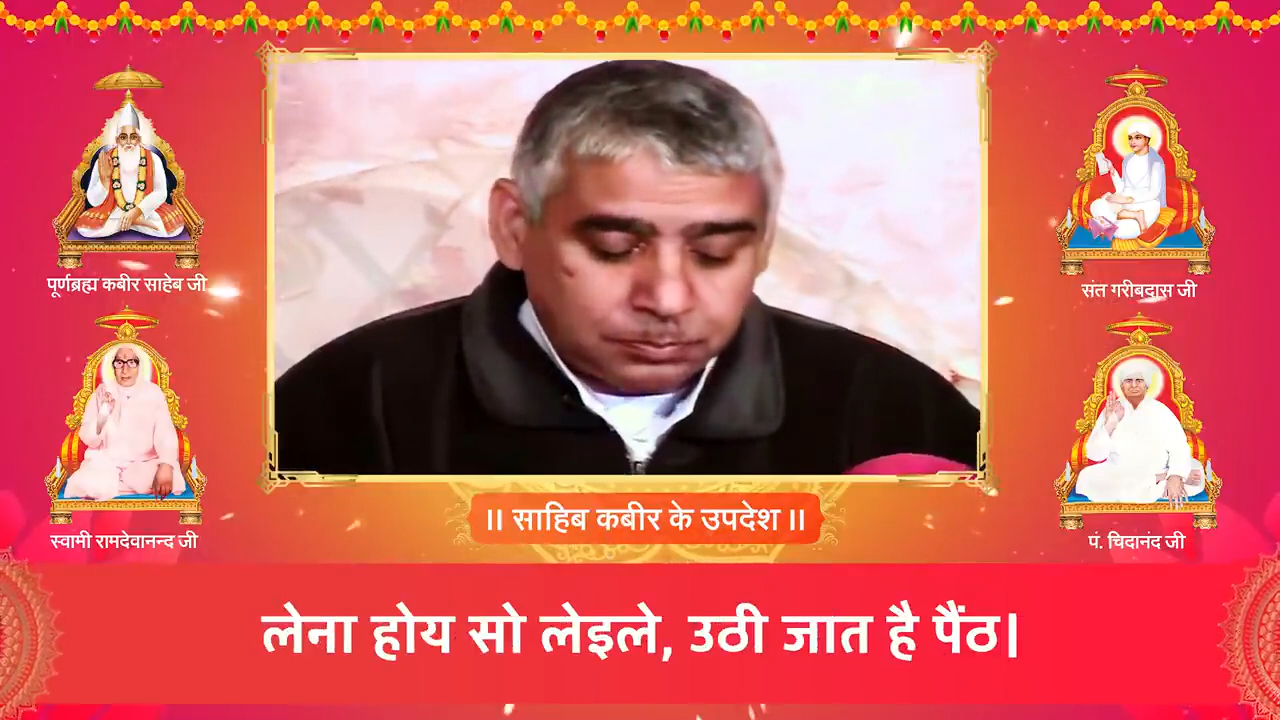 पूर्णब्रह्म कबीर साहेब जी
संत गरीबदास जी
स्वामी रामदेवानन्द जी
पं. चिदानंद जी
॥ साहिब कबीर के उपदेश ॥
लेना होय सो लेइले, उठी जात है पैंठ|